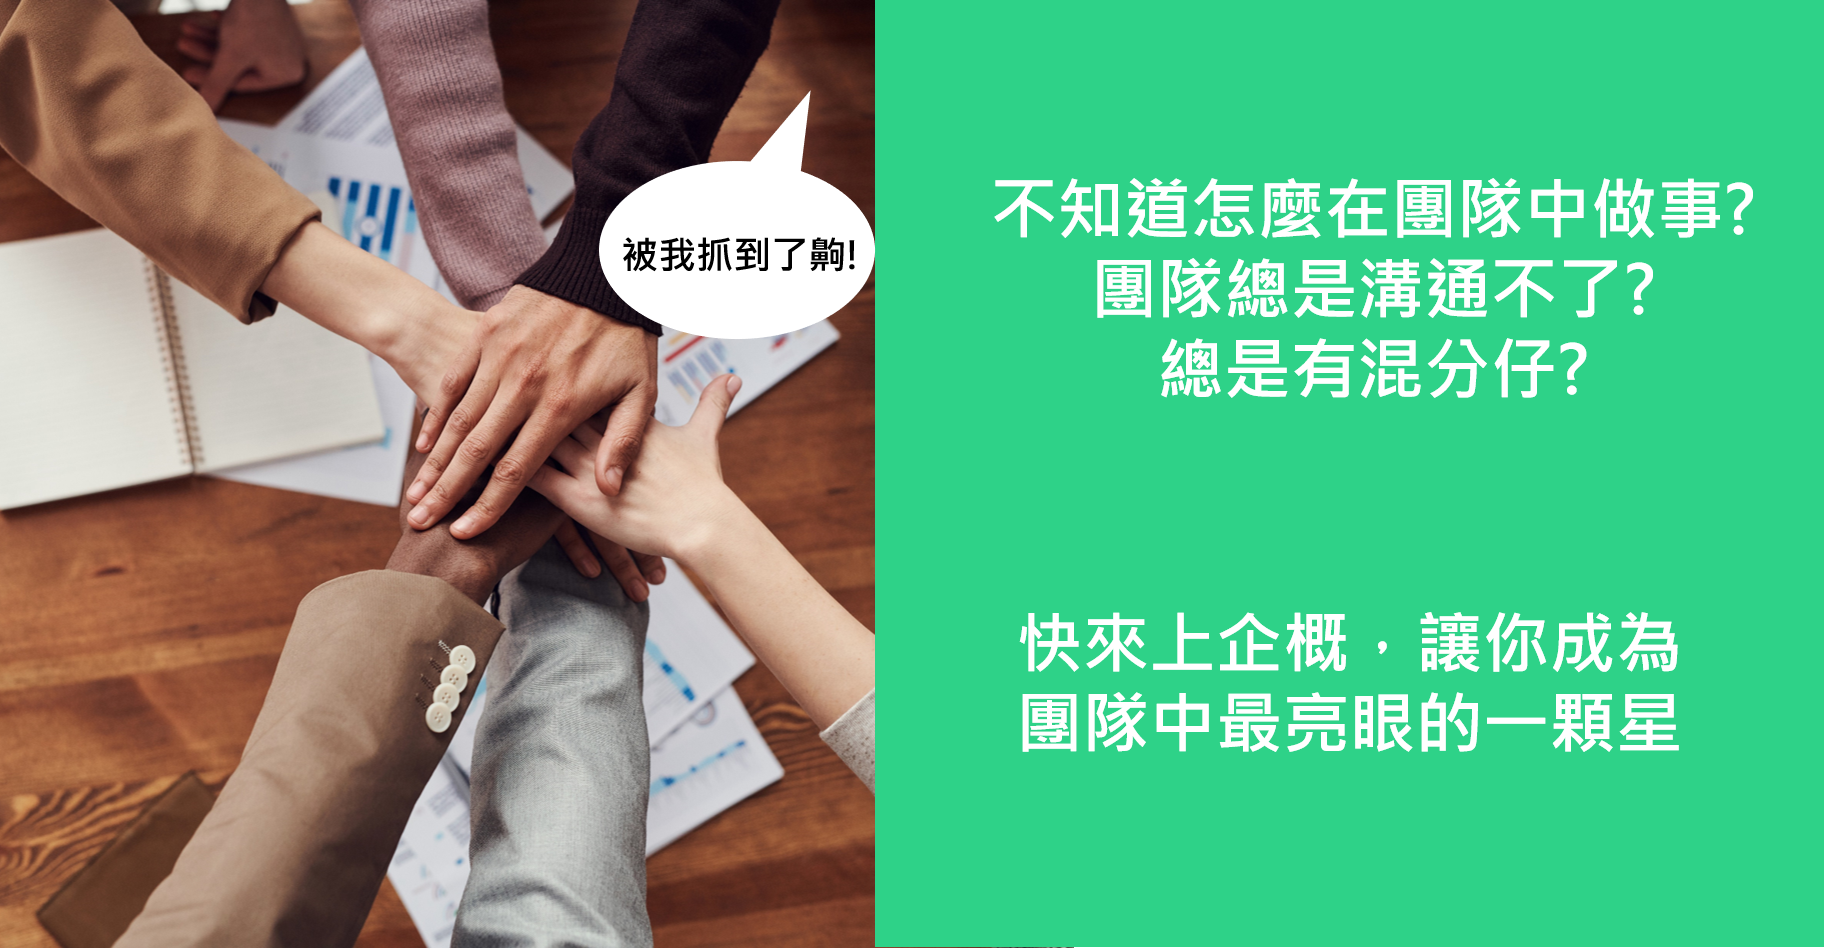 被我抓到了齁!
不知道怎麼在團隊中做事?
團隊總是溝通不了?
總是有混分仔?
快來上企概，讓你成為
團隊中最亮眼的一顆星